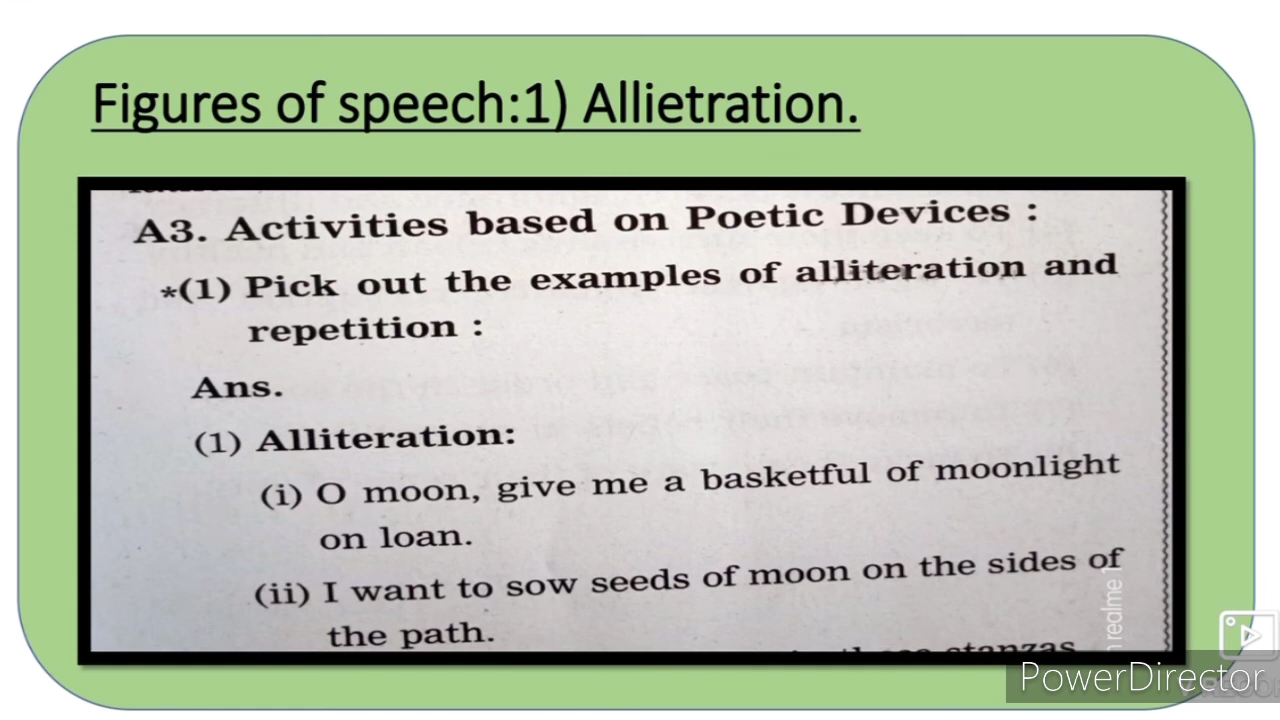 Figures of speech:1) Allietration.
A3. Activities based on Poetic Devices :
*(1) Pick out the examples of alliteration and
repetition :
Ans.
(1) Alliteration:
(i) O moon, give me a basketful of moonlight
on loan.
(ii) I want to sow seeds of moon on the sides of
the path.
stanzas
realme
PowerDirector